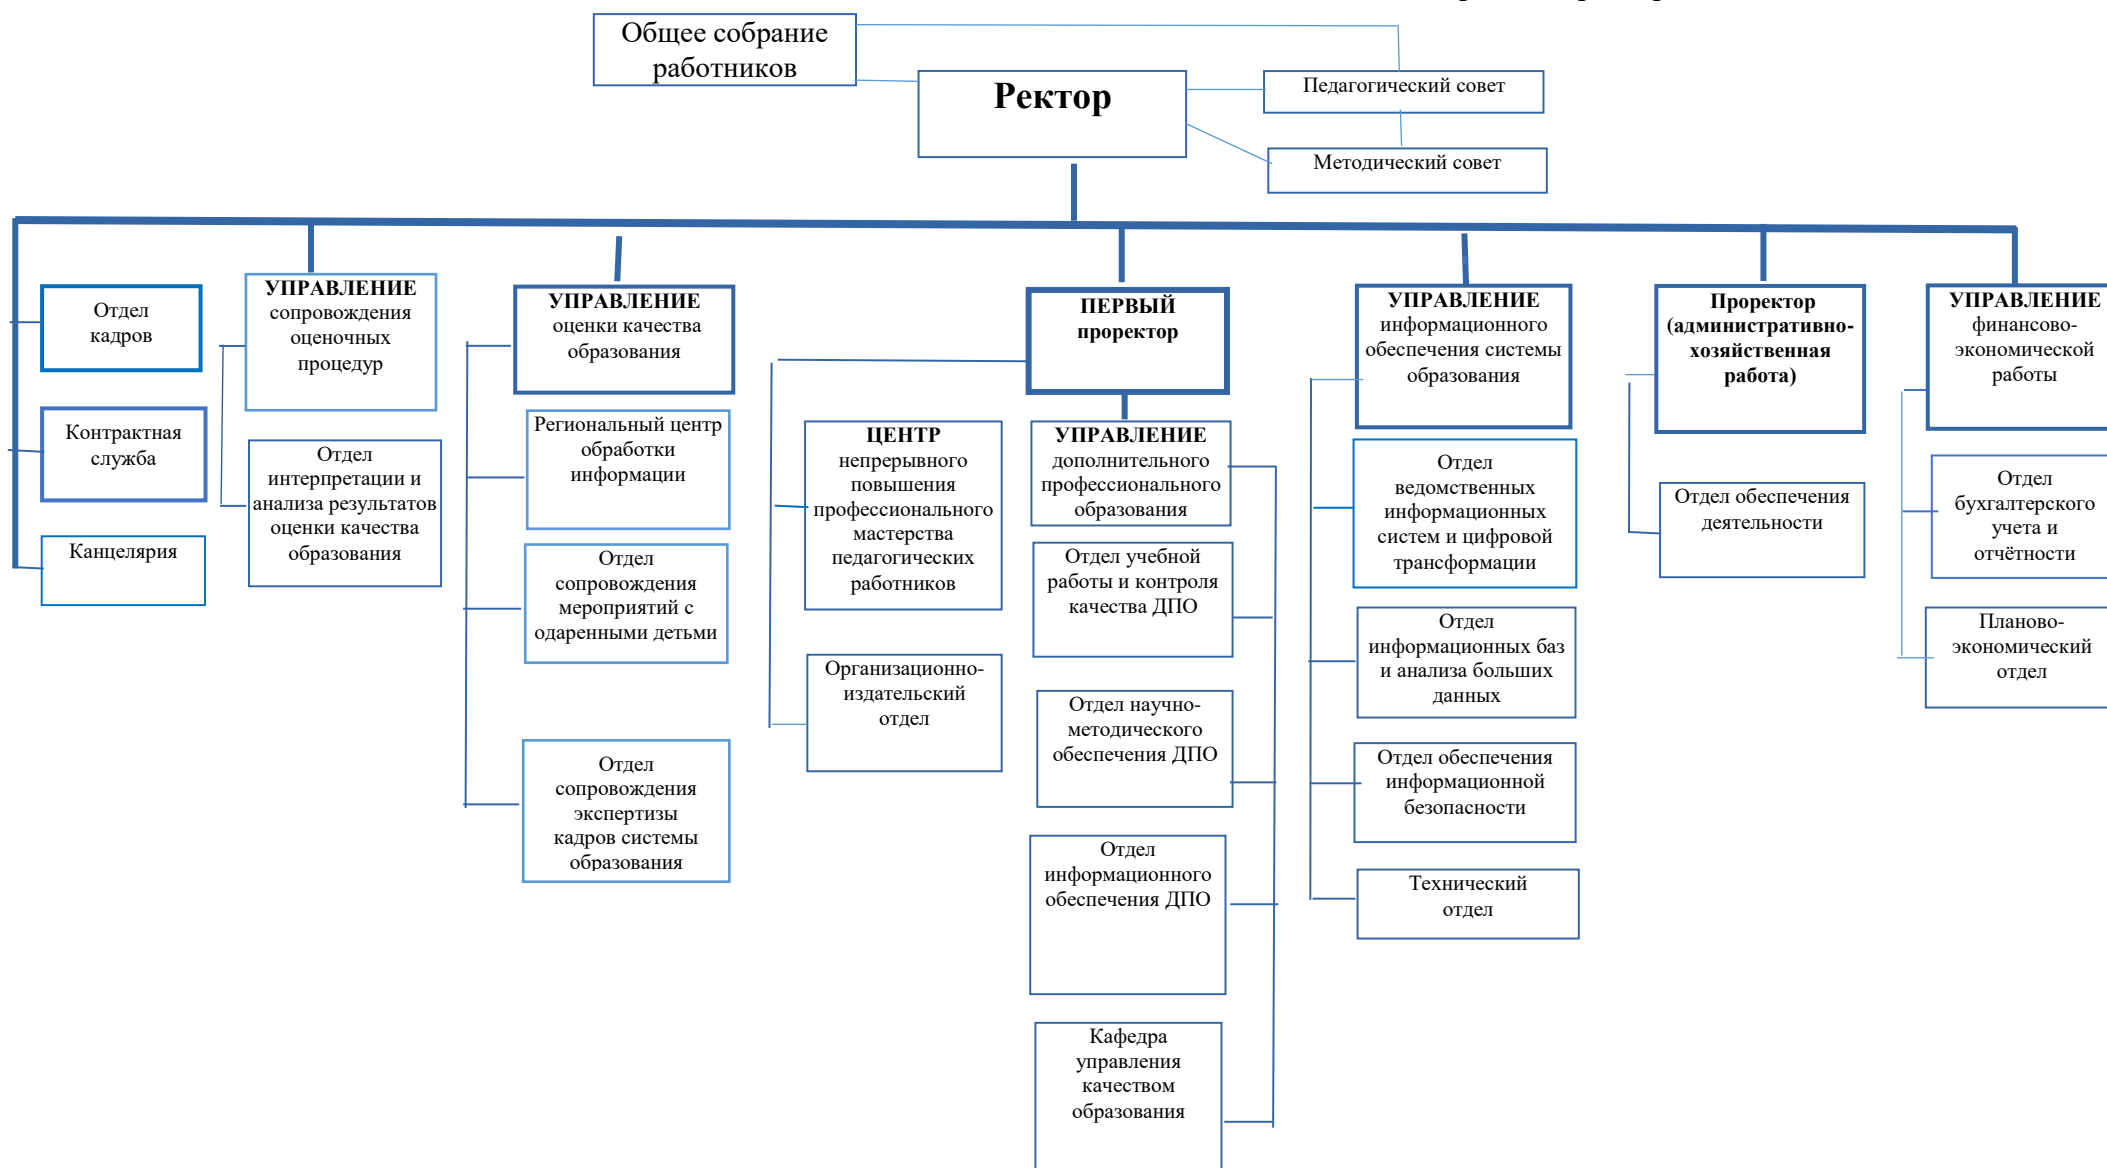 Общее собрание
работников
Ректор
Педагогический совет
Методический совет
Отдел
кадров
Контрактная
служба
Канцелярия
УПРАВЛЕНИЕ
сопровождения
оценочных
процедур
Отдел
интерпретации и
анализа результатов
оценки качества
образования
УПРАВЛЕНИЕ
оценки качества
образования
Региональный центр
обработки
информации
Отдел
сопровождения
мероприятий с
одаренными детьми
Отдел
сопровождения
экспертизы
кадров системы
образования
ПЕРВЫЙ
проректор
ЦЕНТР
непрерывного
повышения
профессионального
мастерства
педагогических
работников
Организационно-
издательский
отдел
УПРАВЛЕНИЕ
дополнительного
профессионального
образования
Отдел учебной
работы и контроля
качества ДПО
Отдел научно-
методического
обеспечения ДПО
Отдел
информационного
обеспечения ДПО
Кафедра
управления
качеством
образования
УПРАВЛЕНИЕ
информационного
обеспечения системы
образования
Отдел
ведомственных
информационных
систем и цифровой
трансформации
Отдел
информационных баз
и анализа больших
данных
Отдел обеспечения
информационной
безопасности
Технический
отдел
Проректор
(административно-
хозяйственная
работа)
Отдел обеспечения
деятельности
УПРАВЛЕНИЕ
финансово-
экономической
работы
Отдел
бухгалтерского
учета и
отчётности
Планово-
экономический
отдел